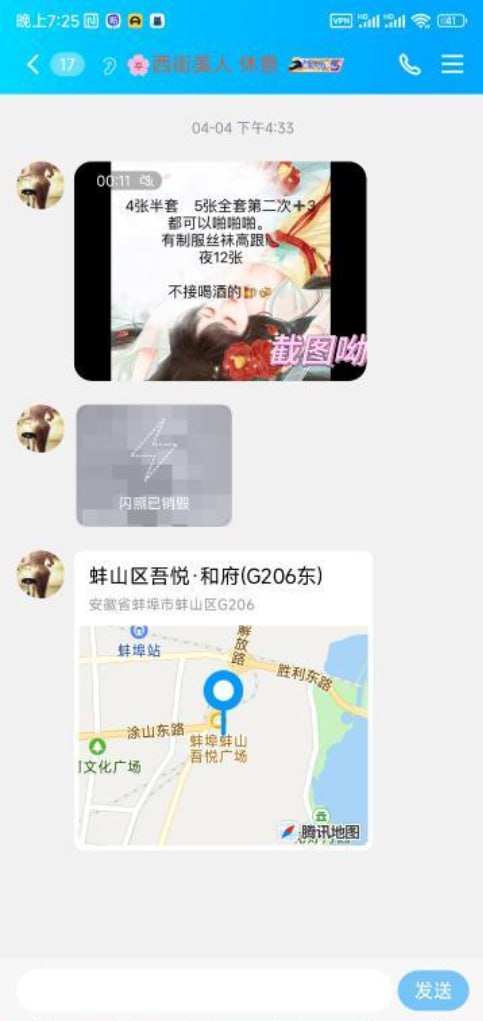 晚上7:25
VPN
HD
HD
41
17
🌸西街美人 休息
04-04 下午4:33
00:11
4张半套 5张全套第二次➕3
都可以啪啪啪。
有制服丝袜高跟👠
夜12张
不接喝酒的
截图呦
闪照已销毁
蚌山区吾悦·和府(G206东)
安徽省蚌埠市蚌山区G206
解放路
蚌埠站
胜利东路
涂山东路
蚌埠蚌山
吾悦广场
文化广场
腾讯地图
发送